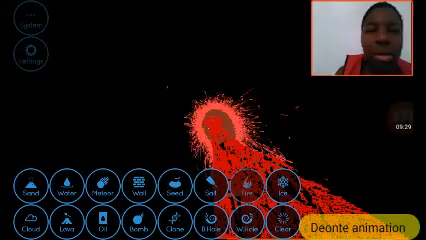 System
Settings
09:29
Sand Water Meteor Wall Seed Salt Fire Ice
Cloud Lava Oil Bomb Clone B.Hole W.Hole Clear
Deonte animation